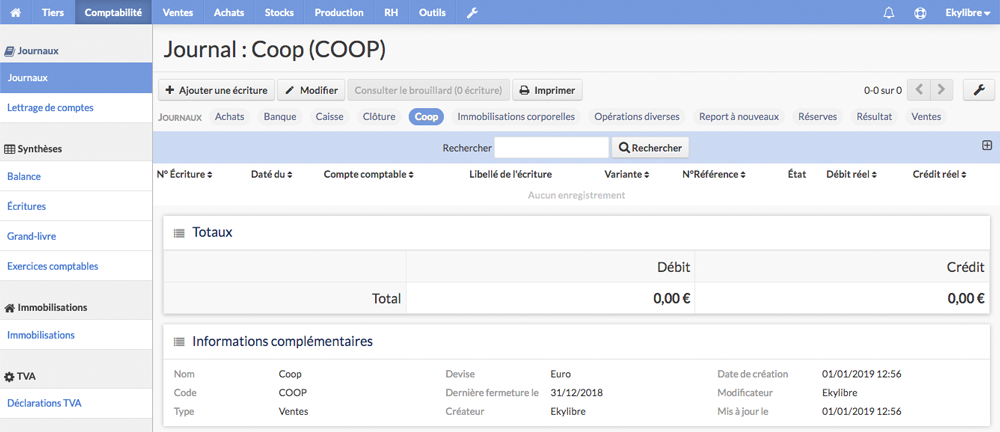 Tiers Comptabilité Ventes Achats Stocks Production RH Outils Ekylibre
Journaux
Journaux
Lettrage de comptes
Synthèses
Balance
Écritures
Grand-livre
Exercices comptables
Immobilisations
Immobilisations
TVA
Déclarations TVA
Journal : Coop (COOP)
Ajouter une écriture Modifier Consulter le brouillard (0 écriture) Imprimer 0-0 sur 0
JOURNAUX Achats Banque Caisse Clôture Coop Immobilisations corporelles Opérations diverses Report à nouveaux Réserves Résultat Ventes
Rechercher Rechercher
N° Écriture Daté du Compte comptable Libellé de l'écriture Variante N°Référence État Débit réel Crédit réel
Aucun enregistrement
Totaux
Débit Crédit
Total 0,00 € 0,00 €
Informations complémentaires
Nom Coop Devise Euro Date de création 01/01/2019 12:56
Code COOP Dernière fermeture le 31/12/2018 Modificateur Ekylibre
Type Ventes Créateur Ekylibre Mis à jour le 01/01/2019 12:56